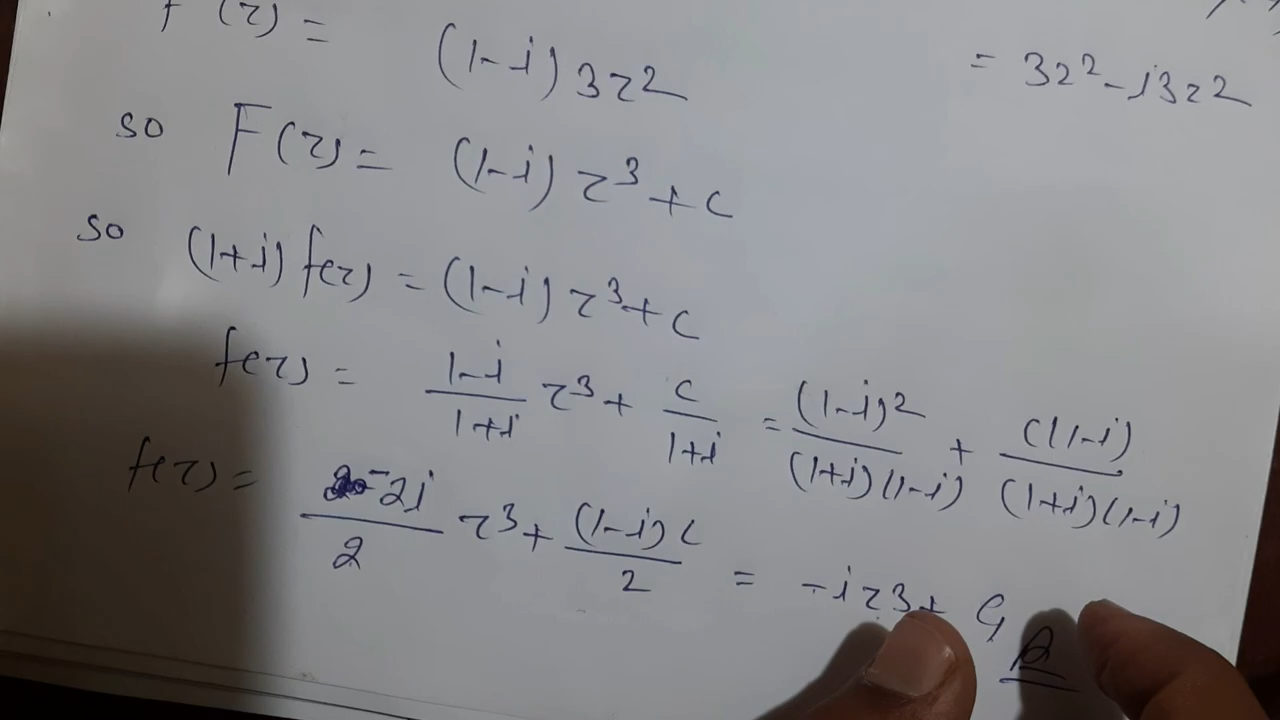 F'(z) = (1-i) 3z² = 3z² - i3z²
so F(z) = (1-i) z³ + c
so (1+i) f(z) = (1-i) z³ + c
f(z) = 1-i/1+i z³ + c/1+i = (1-i)²/(1+i)(1-i) + c(1-i)/(1+i)(1-i)
f(z) = -2i/2 z³ + (1-i)c/2 = -iz³ + c₁